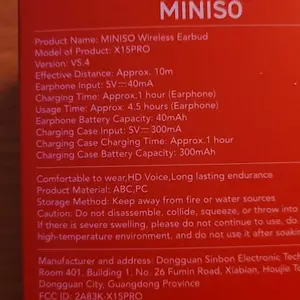 MINISO
Product Name: MINISO Wireless Earbud
Model of Product: X15PRO
Version: V5.4
Effective Distance: Approx. 10m
Earphone Input: 5V⎓40mA
Charging Time: Approx.1 hour (Earphone)
Usage Time: Approx. 4.5 hours (Earphone)
Earphone Battery Capacity: 40mAh
Charging Case Input: 5V⎓300mA
Charging Case Charging Time: Approx.1 hour
Charging Case Battery Capacity: 300mAh
Comfortable to wear,HD Voice,Long lasting endurance
Product Material: ABC,PC
Storage Method: Keep away from fire or water sources
Caution: Do not disassemble, collide, squeeze, or throw into
If there is severe swelling, please do not continue to use, do
high-temperature environment, and do not use it after soaki
Manufacturer and address: Dongguan Sinbon Electronic Tech
Room 401, Building 1, No. 26 Fumin Road, Xiabian, Houjie To
Dongguan City, Guangdong Province
FCC ID: 2A83K-X15PRO